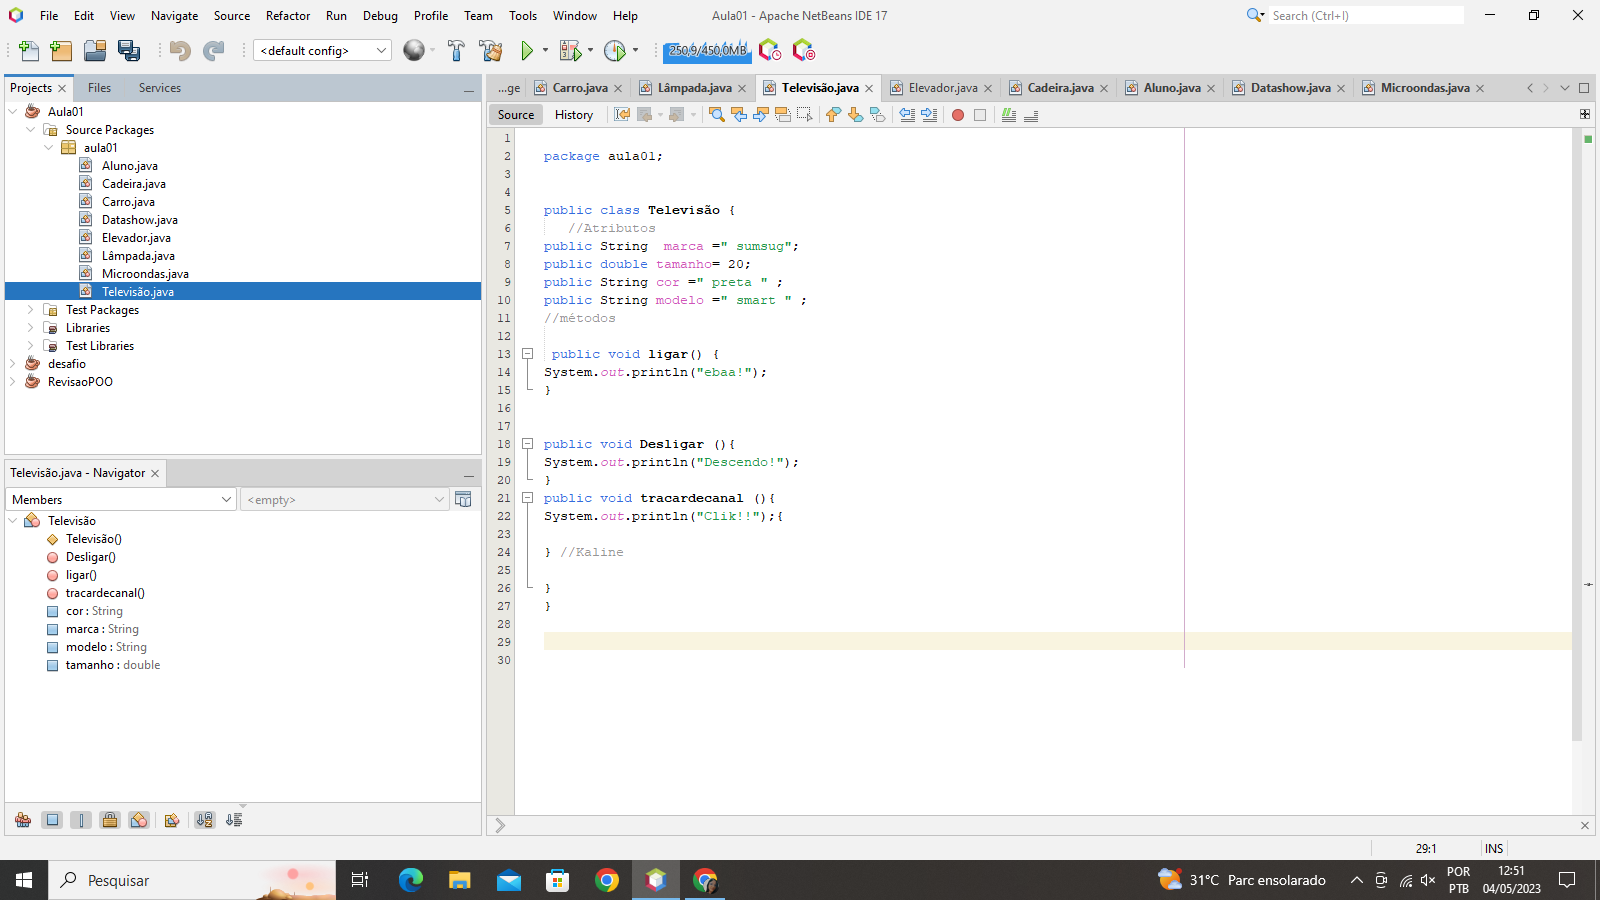 File Edit View Navigate Source Refactor Run Debug Profile Team Tools Window Help
Aula01 - Apache NetBeans IDE 17
Search (Ctrl+I)
<default config>
250,9/450,0MB
Projects Files Services
Aula01
Source Packages
aula01
Aluno.java
Cadeira.java
Carro.java
Datashow.java
Elevador.java
Lâmpada.java
Microondas.java
Televisão.java
Test Packages
Libraries
Test Libraries
desafio
RevisaoPOO
Televisão.java - Navigator
Members
<empty>
Televisão
Televisão()
Desligar()
ligar()
tracardecanal()
cor : String
marca : String
modelo : String
tamanho : double
...ge Carro.java Lâmpada.java Televisão.java Elevador.java Cadeira.java Aluno.java Datashow.java Microondas.java
Source History
1
2 package aula01;
3
4
5 public class Televisão {
6 //Atributos
7 public String  marca =" sumsug";
8 public double tamanho= 20;
9 public String cor =" preta " ;
10 public String modelo =" smart " ;
11 //métodos
12
13 public void ligar() {
14 System.out.println("ebaa!");
15 }
16
17
18 public void Desligar (){
19 System.out.println("Descendo!");
20 }
21 public void tracardecanal (){
22 System.out.println("Clik!!");{
23
24 } //Kaline
25
26 }
27 }
28
29
30
29:1 INS
Pesquisar
31°C Parc ensolarado
POR
PTB
12:51
04/05/2023